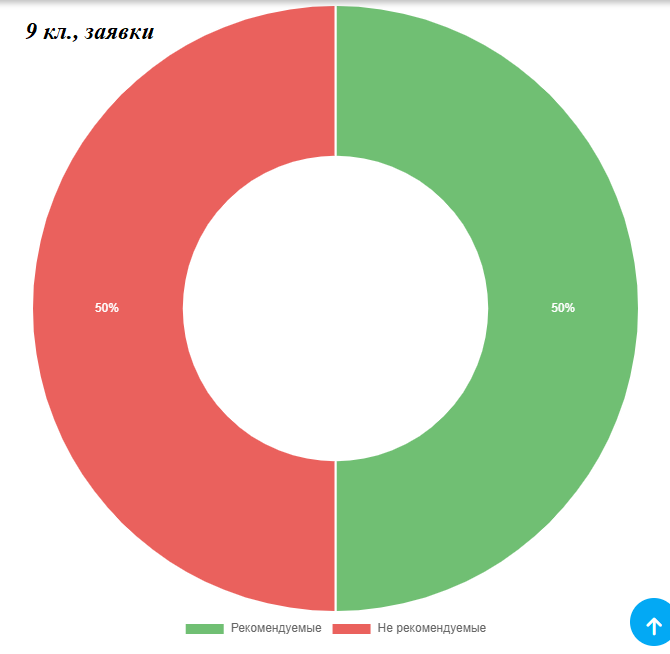 9 кл., заявки
50%
50%
Рекомендуемые
Не рекомендуемые